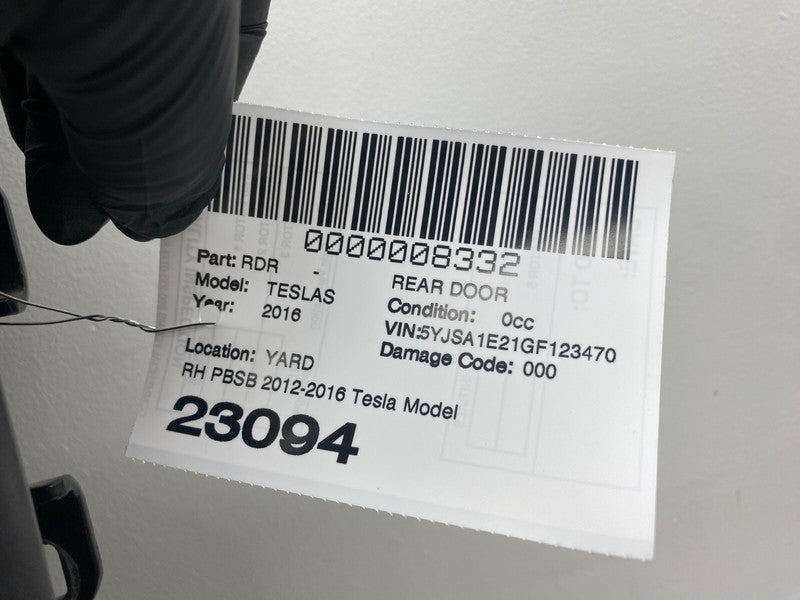 0000008332
Part: RDR - REAR DOOR
Model: TESLAS Condition: 0cc
Year: 2016 VIN:5YJSA1E21GF123470
Location: YARD Damage Code: 000
RH PBSB 2012-2016 Tesla Model
23094